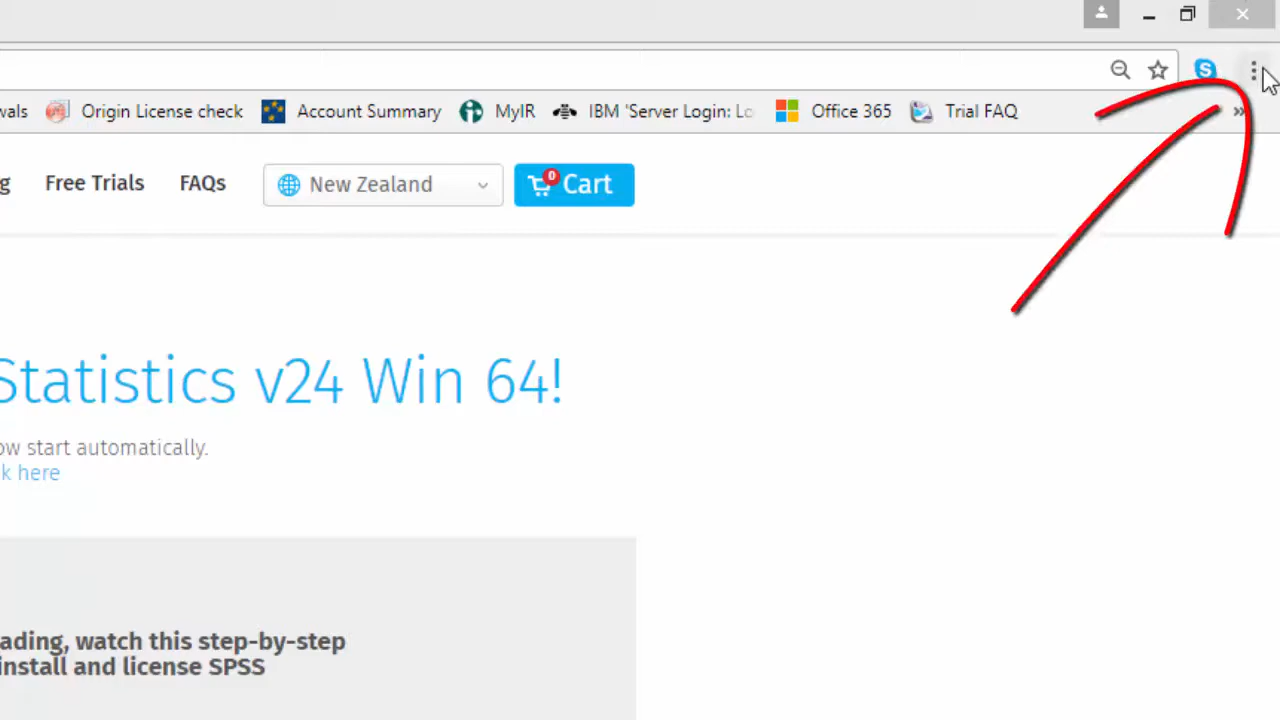 wals Origin License check Account Summary MyIR IBM 'Server Login: Lo Office 365 Trial FAQ »
g Free Trials FAQs New Zealand 0 Cart
Statistics v24 Win 64!
ow start automatically.
k here
ading, watch this step-by-step
install and license SPSS